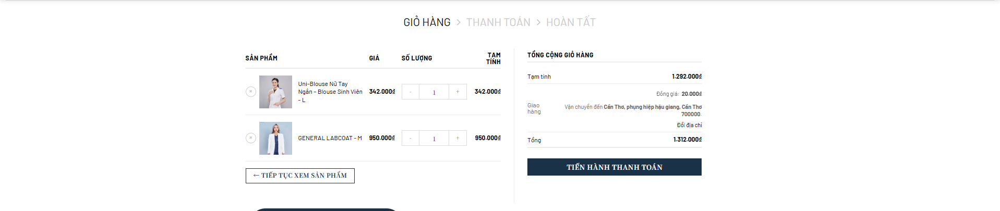 GIỎ HÀNG > THANH TOÁN > HOÀN TẤT
SẢN PHẨM GIÁ SỐ LƯỢNG TẠM
TÍNH
× Uni-Blouse Nữ Tay
Ngắn – Blouse Sinh Viên
- L
342.000₫ - 1 + 342.000₫
× GENERAL LABCOAT - M 950.000₫ - 1 + 950.000₫
← TIẾP TỤC XEM SẢN PHẨM
TỔNG CỘNG GIỎ HÀNG
Tạm tính 1.292.000₫
Giao
hàng
Đồng giá: 20.000₫
Vận chuyển đến Cần Thơ, phụng hiệp hậu giang, Cần Thơ
700000.
Đổi địa chỉ
Tổng 1.312.000₫
TIẾN HÀNH THANH TOÁN